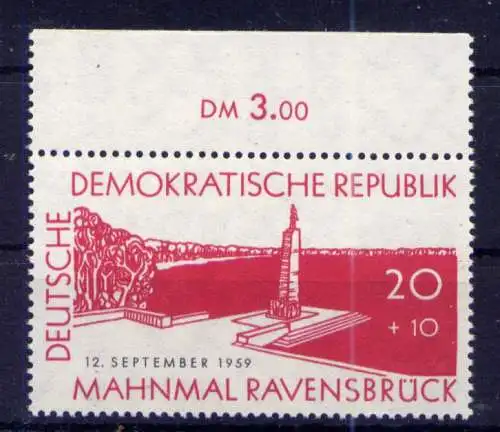 DM 3.00
DEUTSCHE
DEMOKRATISCHE REPUBLIK
20
+ 10
12. SEPTEMBER 1959
MAHNMAL RAVENSBRÜCK